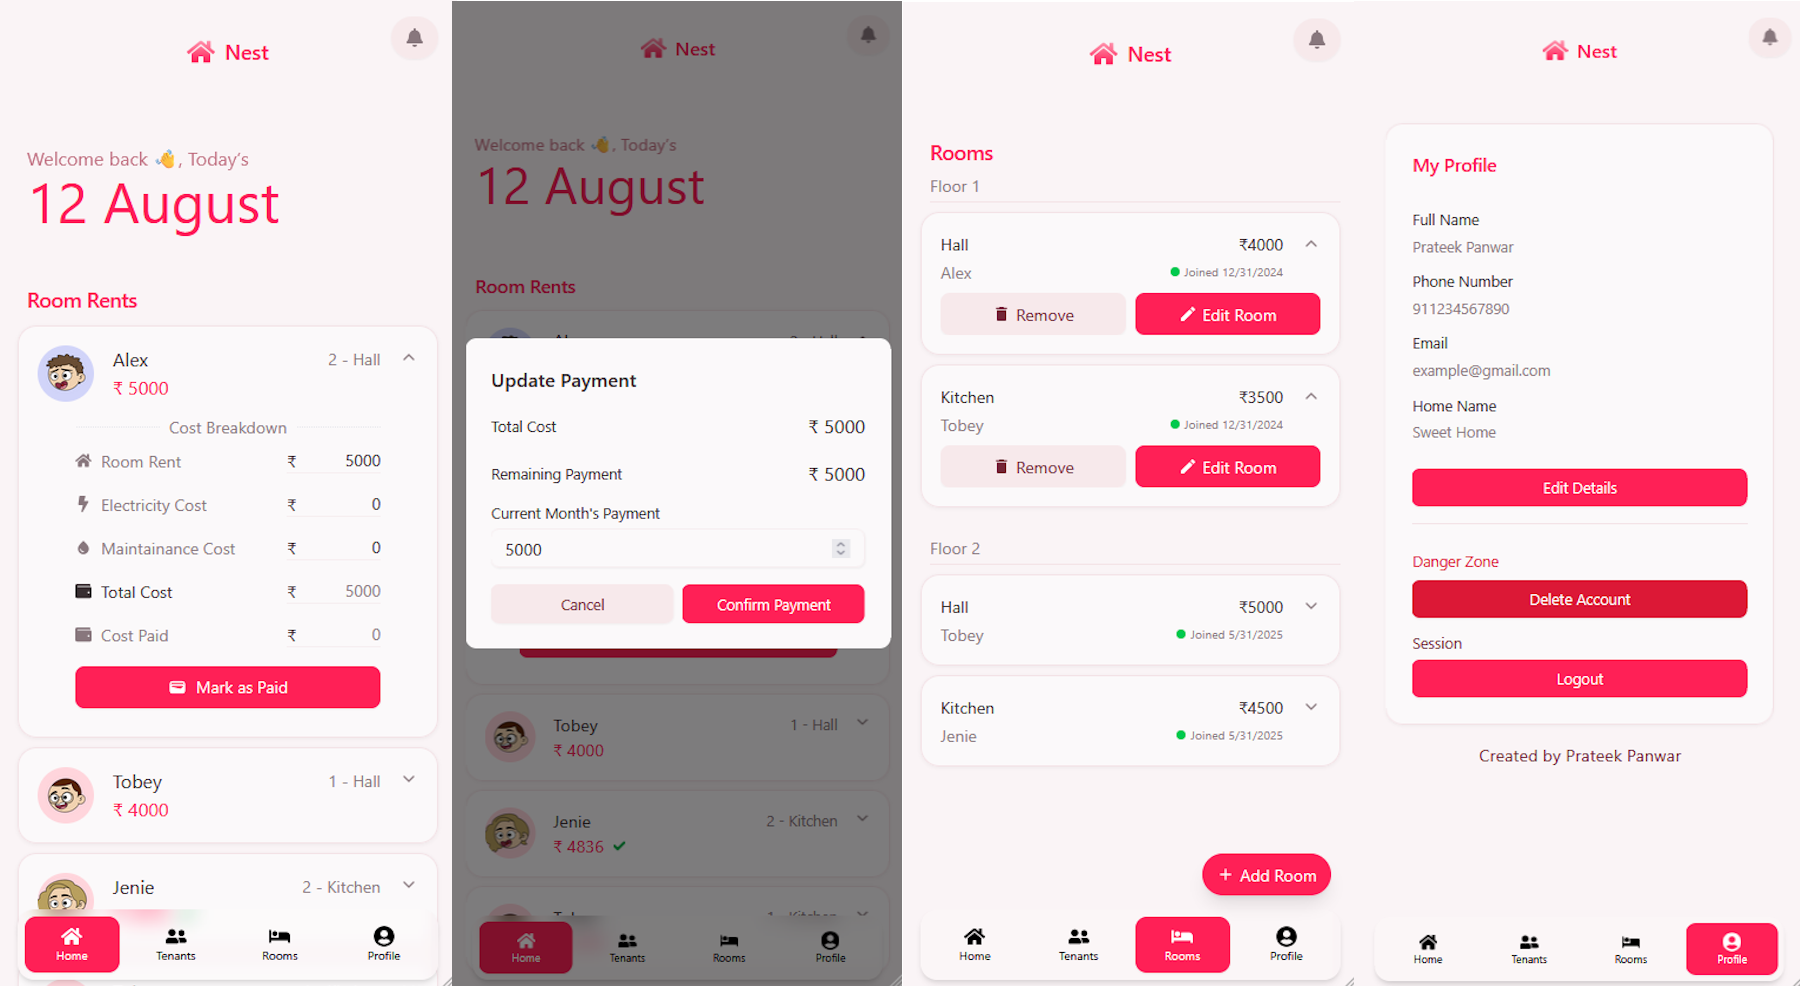 Nest
Welcome back 👋, Today's
12 August
Room Rents
Alex
2 - Hall
₹ 5000
Cost Breakdown
Room Rent ₹ 5000
Electricity Cost ₹ 0
Maintainance Cost ₹ 0
Total Cost ₹ 5000
Cost Paid ₹ 0
Mark as Paid
Tobey
1 - Hall
₹ 4000
Jenie
2 - Kitchen
Home Tenants Rooms Profile
Nest
Welcome back 👋, Today's
12 August
Room Rents
Update Payment
Total Cost ₹ 5000
Remaining Payment ₹ 5000
Current Month's Payment
5000
Cancel Confirm Payment
Tobey
1 - Hall
₹ 4000
Jenie
2 - Kitchen
₹ 4836
Home Tenants Rooms Profile
Nest
Rooms
Floor 1
Hall ₹4000
Alex Joined 12/31/2024
Remove Edit Room
Kitchen ₹3500
Tobey Joined 12/31/2024
Remove Edit Room
Floor 2
Hall ₹5000
Tobey Joined 5/31/2025
Kitchen ₹4500
Jenie Joined 5/31/2025
+ Add Room
Home Tenants Rooms Profile
Nest
My Profile
Full Name
Prateek Panwar
Phone Number
911234567890
Email
example@gmail.com
Home Name
Sweet Home
Edit Details
Danger Zone
Delete Account
Session
Logout
Created by Prateek Panwar
Home Tenants Rooms Profile